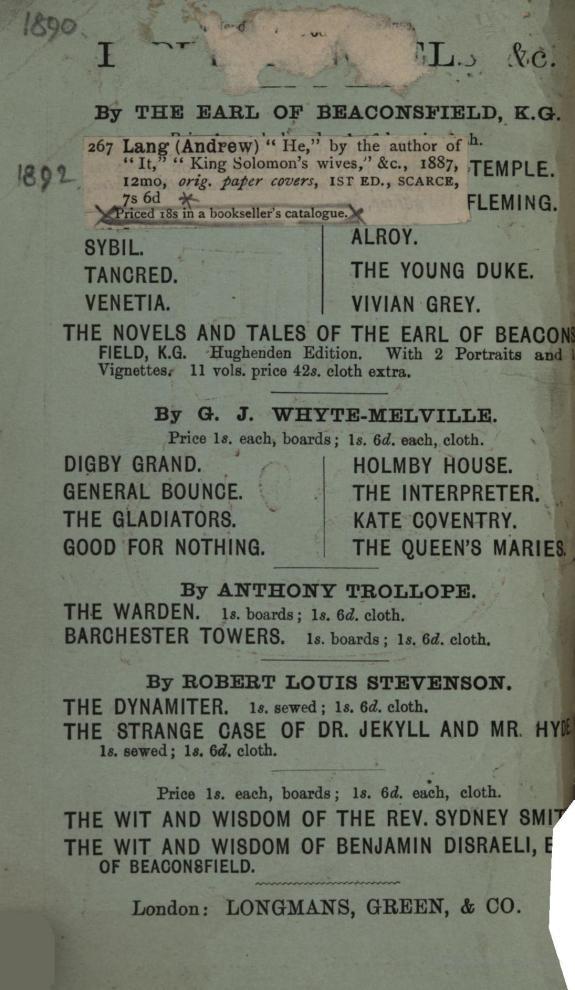 1890.
&c.
By THE EARL OF BEACONSFIELD, K.G.
h.
267 Lang (Andrew) "He," by the author of
"It," "King Solomon's wives," &c., 1887,
12mo, orig. paper covers, 1ST ED., SCARCE,
7s 6d
Priced 18s in a bookseller's catalogue.
1892
TEMPLE.
FLEMING.
SYBIL.
TANCRED.
VENETIA.
ALROY.
THE YOUNG DUKE.
VIVIAN GREY.
THE NOVELS AND TALES OF THE EARL OF BEACONS
FIELD, K.G. Hughenden Edition. With 2 Portraits and
Vignettes. 11 vols. price 42s. cloth extra.
By G. J. WHYTE-MELVILLE.
Price 1s. each, boards; 1s. 6d. each, cloth.
DIGBY GRAND.
GENERAL BOUNCE.
THE GLADIATORS.
GOOD FOR NOTHING.
HOLMBY HOUSE.
THE INTERPRETER.
KATE COVENTRY.
THE QUEEN'S MARIES.
By ANTHONY TROLLOPE.
THE WARDEN. 1s. boards; 1s. 6d. cloth.
BARCHESTER TOWERS. 1s. boards; 1s. 6d. cloth.
By ROBERT LOUIS STEVENSON.
THE DYNAMITER. 1s. sewed; 1s. 6d. cloth.
THE STRANGE CASE OF DR. JEKYLL AND MR. HYDE
1s. sewed; 1s. 6d. cloth.
Price 1s. each, boards; 1s. 6d. each, cloth.
THE WIT AND WISDOM OF THE REV. SYDNEY SMIT
THE WIT AND WISDOM OF BENJAMIN DISRAELI, E
OF BEACONSFIELD.
London: LONGMANS, GREEN, & CO.